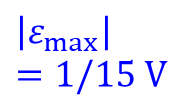 |𝜀max|
= 1/15 V